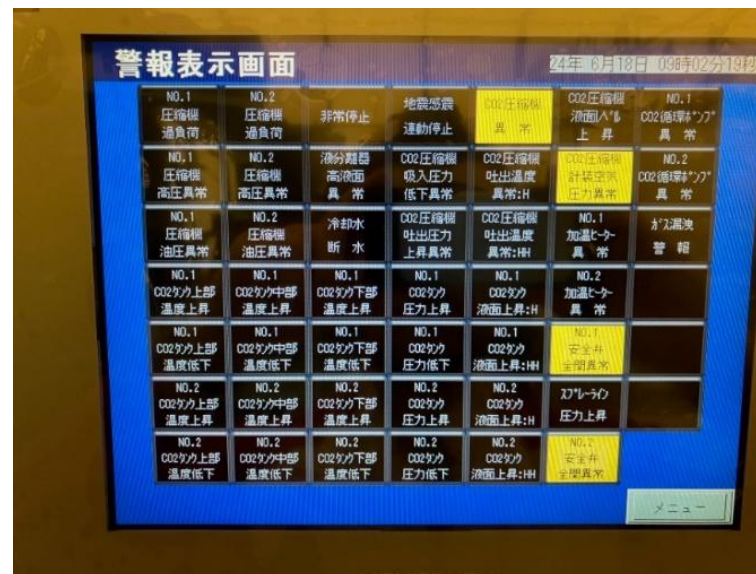 警報表示画面
24年 6月18日 09時02分19秒
NO.1
圧縮機
過負荷
NO.2
圧縮機
過負荷
非常停止
地震感震
連動停止
CO2圧縮機
異 常
CO2圧縮機
液面レベル
上 昇
NO.1
CO2循環ポンプ
異 常
NO.1
圧縮機
高圧異常
NO.2
圧縮機
高圧異常
液分離器
高液面
異 常
CO2圧縮機
吸入圧力
低下異常
CO2圧縮機
吐出温度
異常:H
CO2圧縮機
計装空気
圧力異常
NO.2
CO2循環ポンプ
異 常
NO.1
圧縮機
油圧異常
NO.2
圧縮機
油圧異常
冷却水
断 水
CO2圧縮機
吐出圧力
上昇異常
CO2圧縮機
吐出温度
異常:HH
NO.1
加温ヒーター
異 常
ガス漏洩
警 報
NO.1
CO2タンク上部
温度上昇
NO.1
CO2タンク中部
温度上昇
NO.1
CO2タンク下部
温度上昇
NO.1
CO2タンク
圧力上昇
NO.1
CO2タンク
液面上昇:H
NO.2
加温ヒーター
異 常
NO.1
CO2タンク上部
温度低下
NO.1
CO2タンク中部
温度低下
NO.1
CO2タンク下部
温度低下
NO.1
CO2タンク
圧力低下
NO.1
CO2タンク
液面上昇:HH
NO.1
安全弁
全閉異常
NO.2
CO2タンク上部
温度上昇
NO.2
CO2タンク中部
温度上昇
NO.2
CO2タンク下部
温度上昇
NO.2
CO2タンク
圧力上昇
NO.2
CO2タンク
液面上昇:H
スプレーライン
圧力上昇
NO.2
CO2タンク上部
温度低下
NO.2
CO2タンク中部
温度低下
NO.2
CO2タンク下部
温度低下
NO.2
CO2タンク
圧力低下
NO.2
CO2タンク
液面上昇:HH
NO.2
安全弁
全閉異常
メニュー